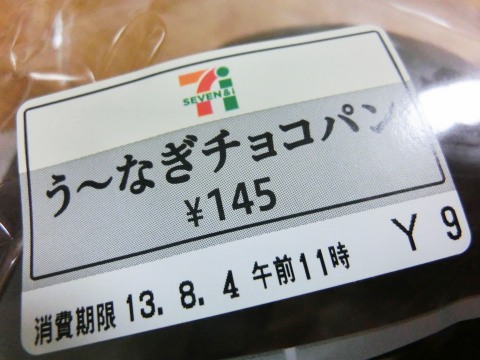 7i
SEVEN&i
う～なぎチョコパン
¥145
消費期限 13. 8. 4 午前11時 Y 9